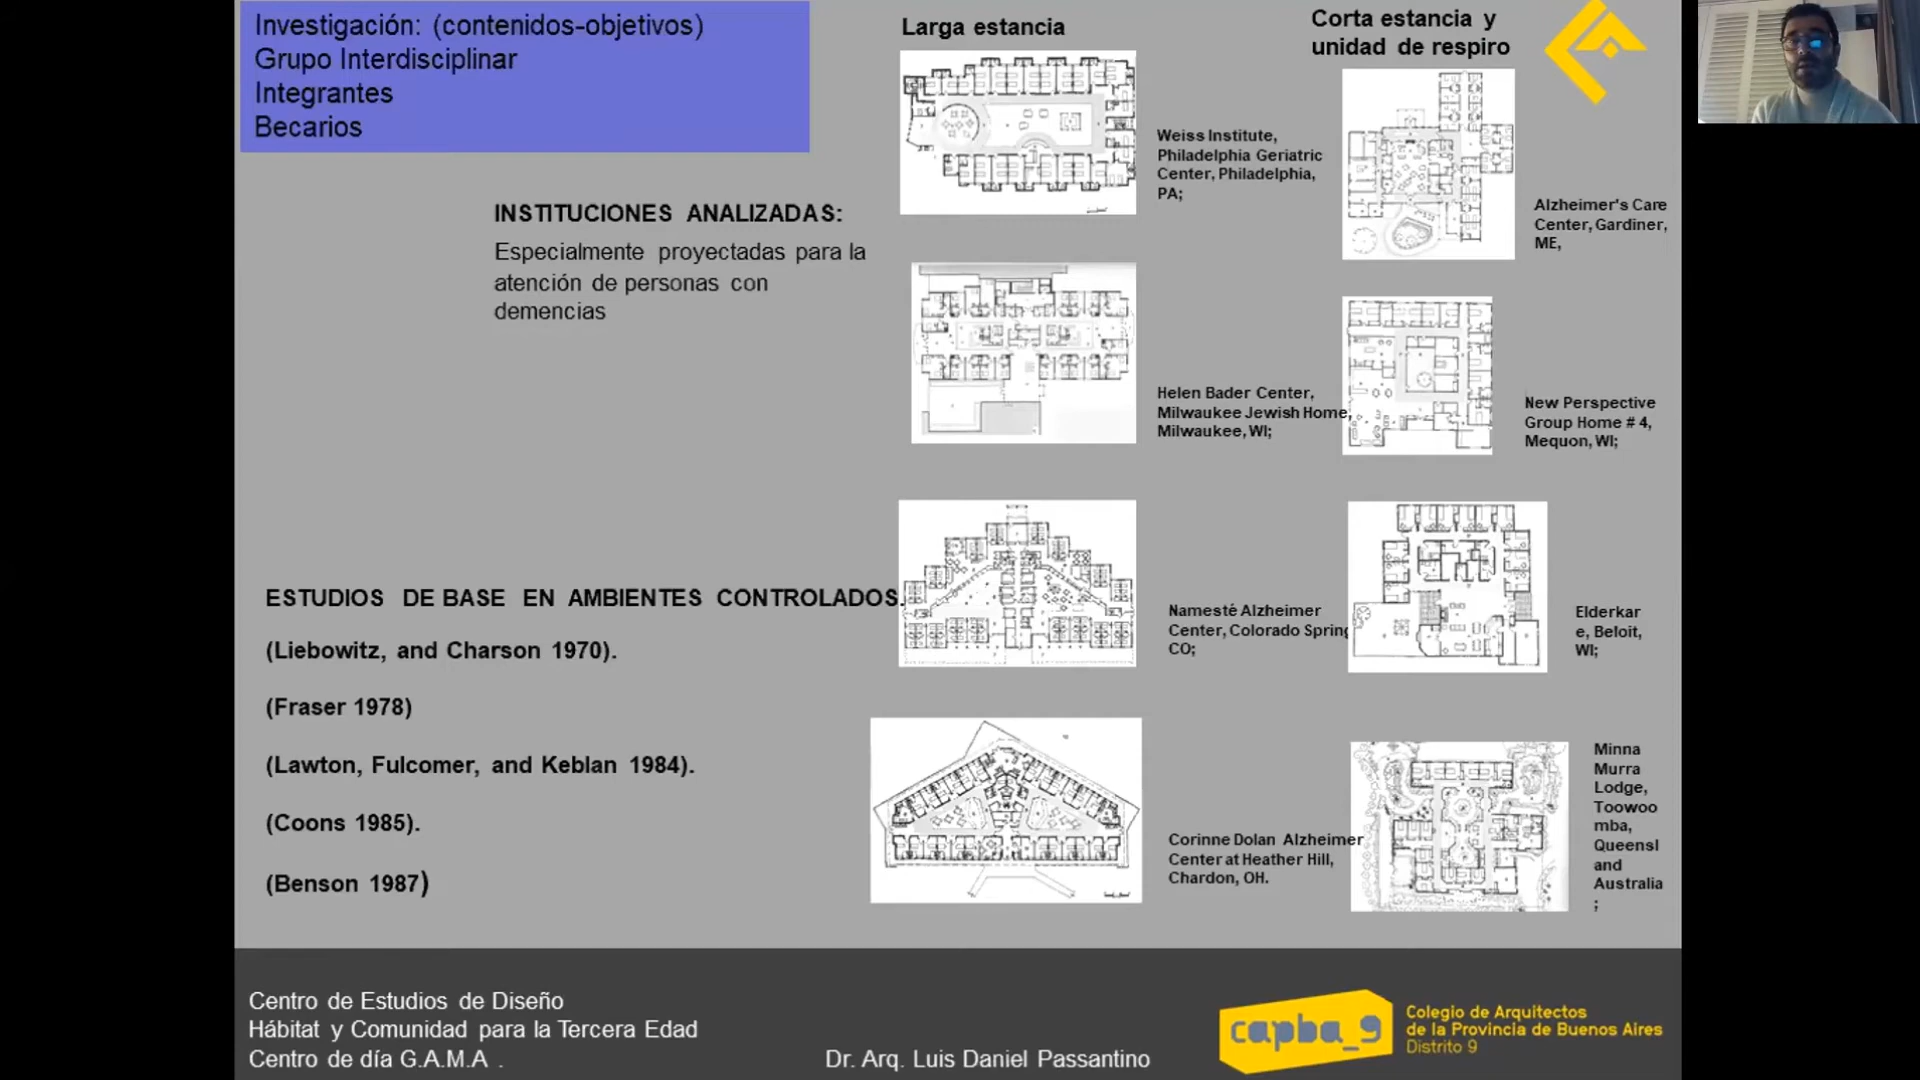 Investigación: (contenidos-objetivos)
Grupo Interdisciplinar
Integrantes
Becarios
INSTITUCIONES ANALIZADAS:
Especialmente proyectadas para la
atención de personas con
demencias
ESTUDIOS DE BASE EN AMBIENTES CONTROLADOS.
(Liebowitz, and Charson 1970).
(Fraser 1978)
(Lawton, Fulcomer, and Keblan 1984).
(Coons 1985).
(Benson 1987)
Larga estancia
Weiss Institute,
Philadelphia Geriatric
Center, Philadelphia,
PA;
Helen Bader Center,
Milwaukee Jewish Home,
Milwaukee, WI;
Namesté Alzheimer
Center, Colorado Spring
CO;
Corinne Dolan Alzheimer
Center at Heather Hill,
Chardon, OH.
Corta estancia y
unidad de respiro
Alzheimer's Care
Center, Gardiner,
ME,
New Perspective
Group Home # 4,
Mequon, WI;
Elderkar
e, Beloit,
WI;
Minna
Murra
Lodge,
Toowoo
mba,
Queensl
and
Australia
;
Centro de Estudios de Diseño
Hábitat y Comunidad para la Tercera Edad
Centro de día G.A.M.A .
Dr. Arq. Luis Daniel Passantino
capba_9
Colegio de Arquitectos
de la Provincia de Buenos Aires
Distrito 9